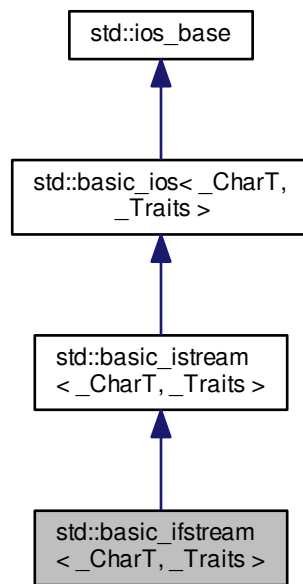 std::ios_base
std::basic_ios< _CharT,
_Traits >
std::basic_istream
< _CharT, _Traits >
std::basic_ifstream
< _CharT, _Traits >